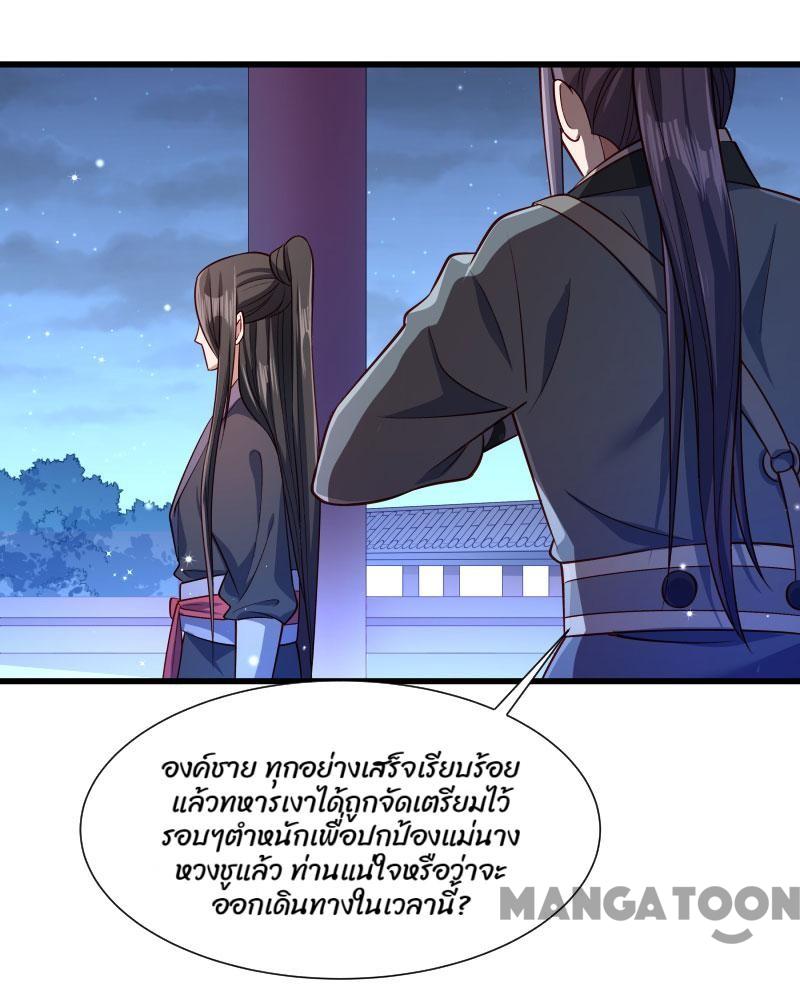 องค์ชาย ทุกอย่างเสร็จเรียบร้อย
แล้วทหารเงาได้ถูกจัดเตรียมไว้
รอบๆตำหนักเพื่อปกป้องแม่นาง
หวงชูแล้ว ท่านแน่ใจหรือว่าจะ
ออกเดินทางในเวลานี้?
MANGATOON